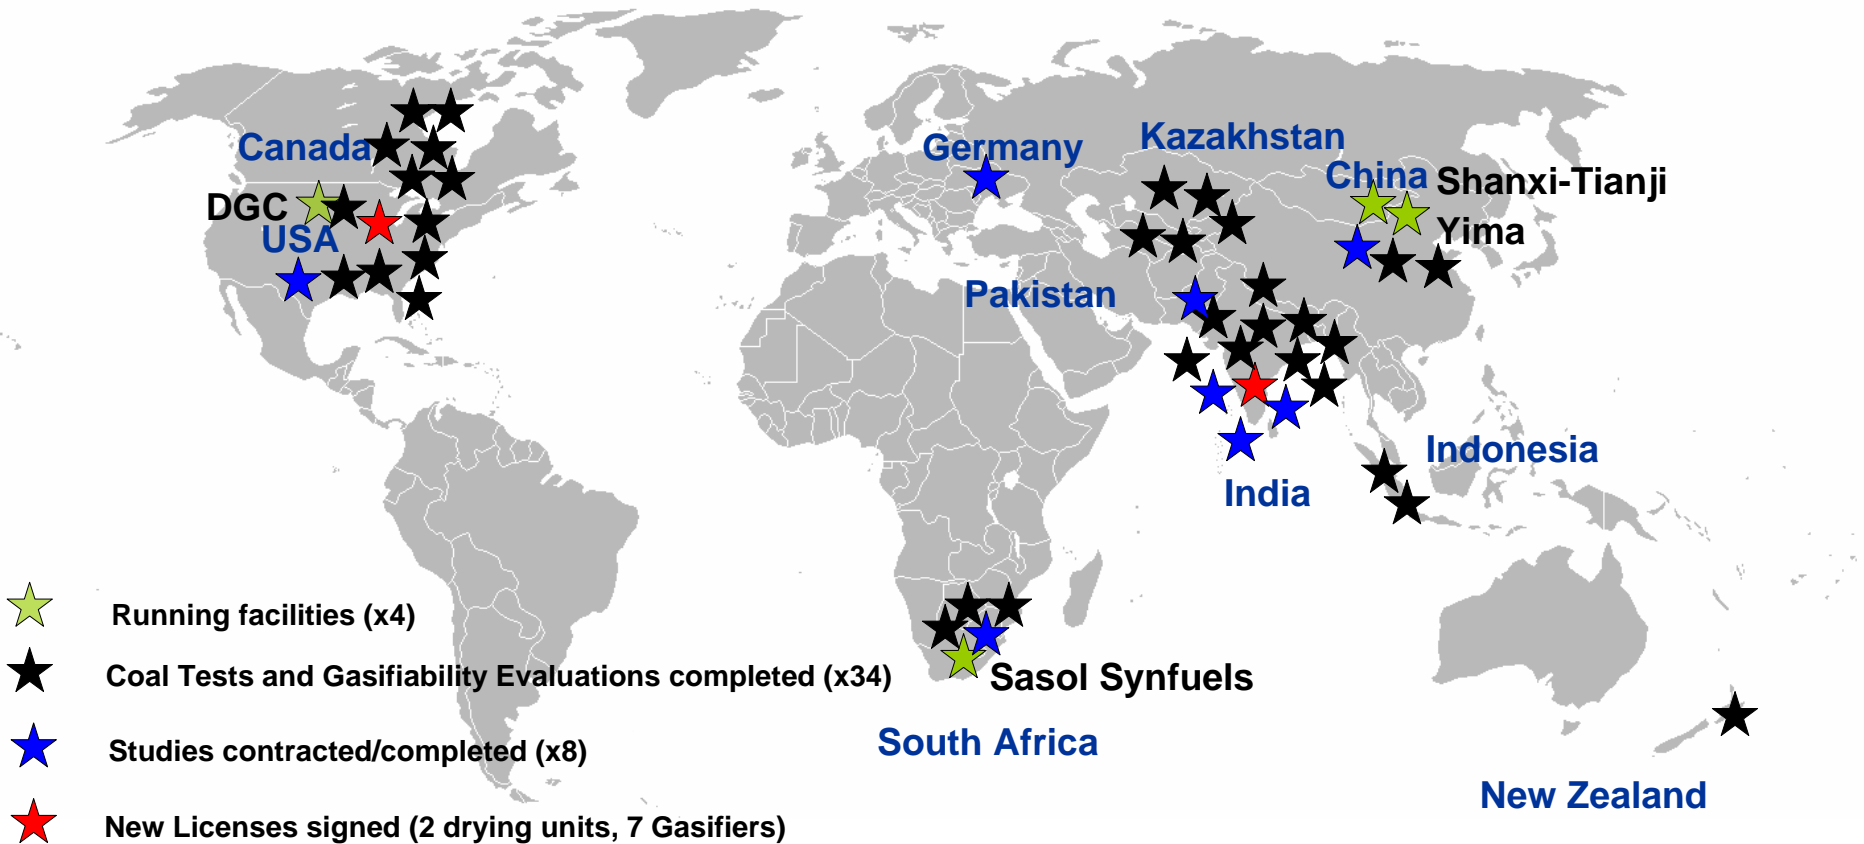 Canada
Germany
Kazakhstan
China
Shanxi-Tianji
DGC
USA
Yima
Pakistan
Indonesia
India
Running facilities (x4)
Coal Tests and Gasifiability Evaluations completed (x34)
Sasol Synfuels
South Africa
Studies contracted/completed (x8)
New Zealand
New Licenses signed (2 drying units, 7 Gasifiers)